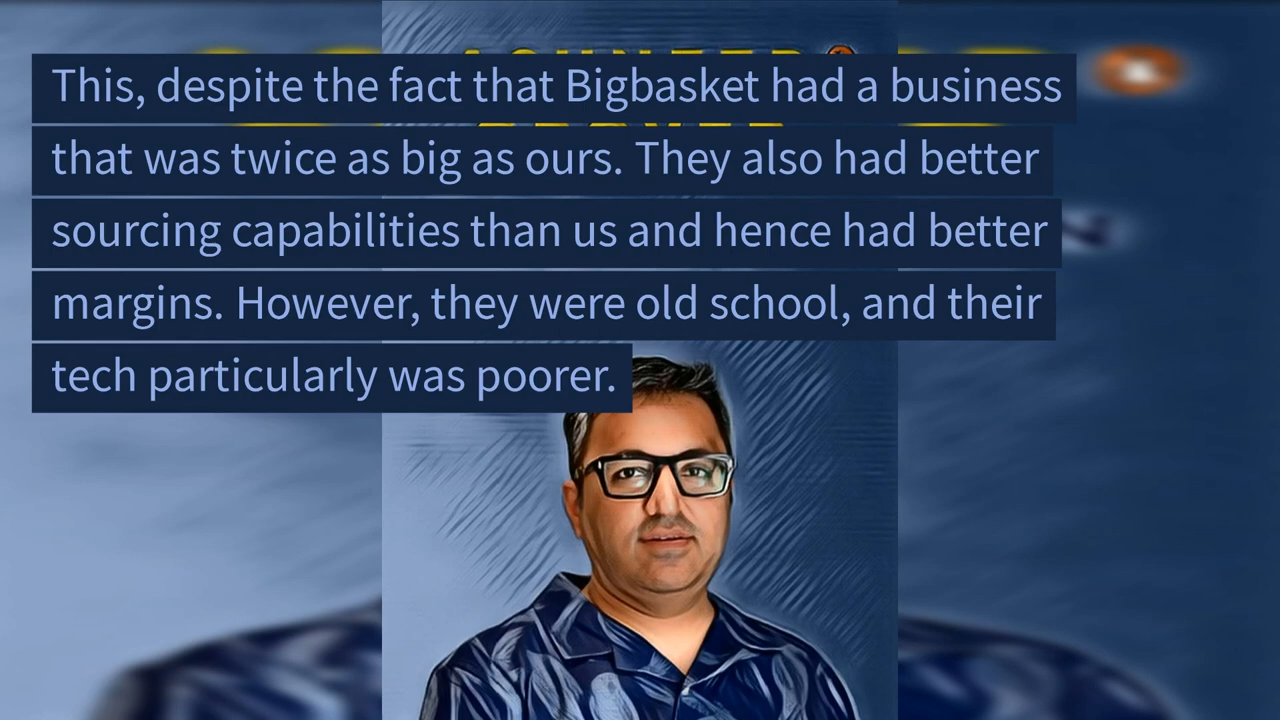 This, despite the fact that Bigbasket had a business
that was twice as big as ours. They also had better
sourcing capabilities than us and hence had better
margins. However, they were old school, and their
tech particularly was poorer.